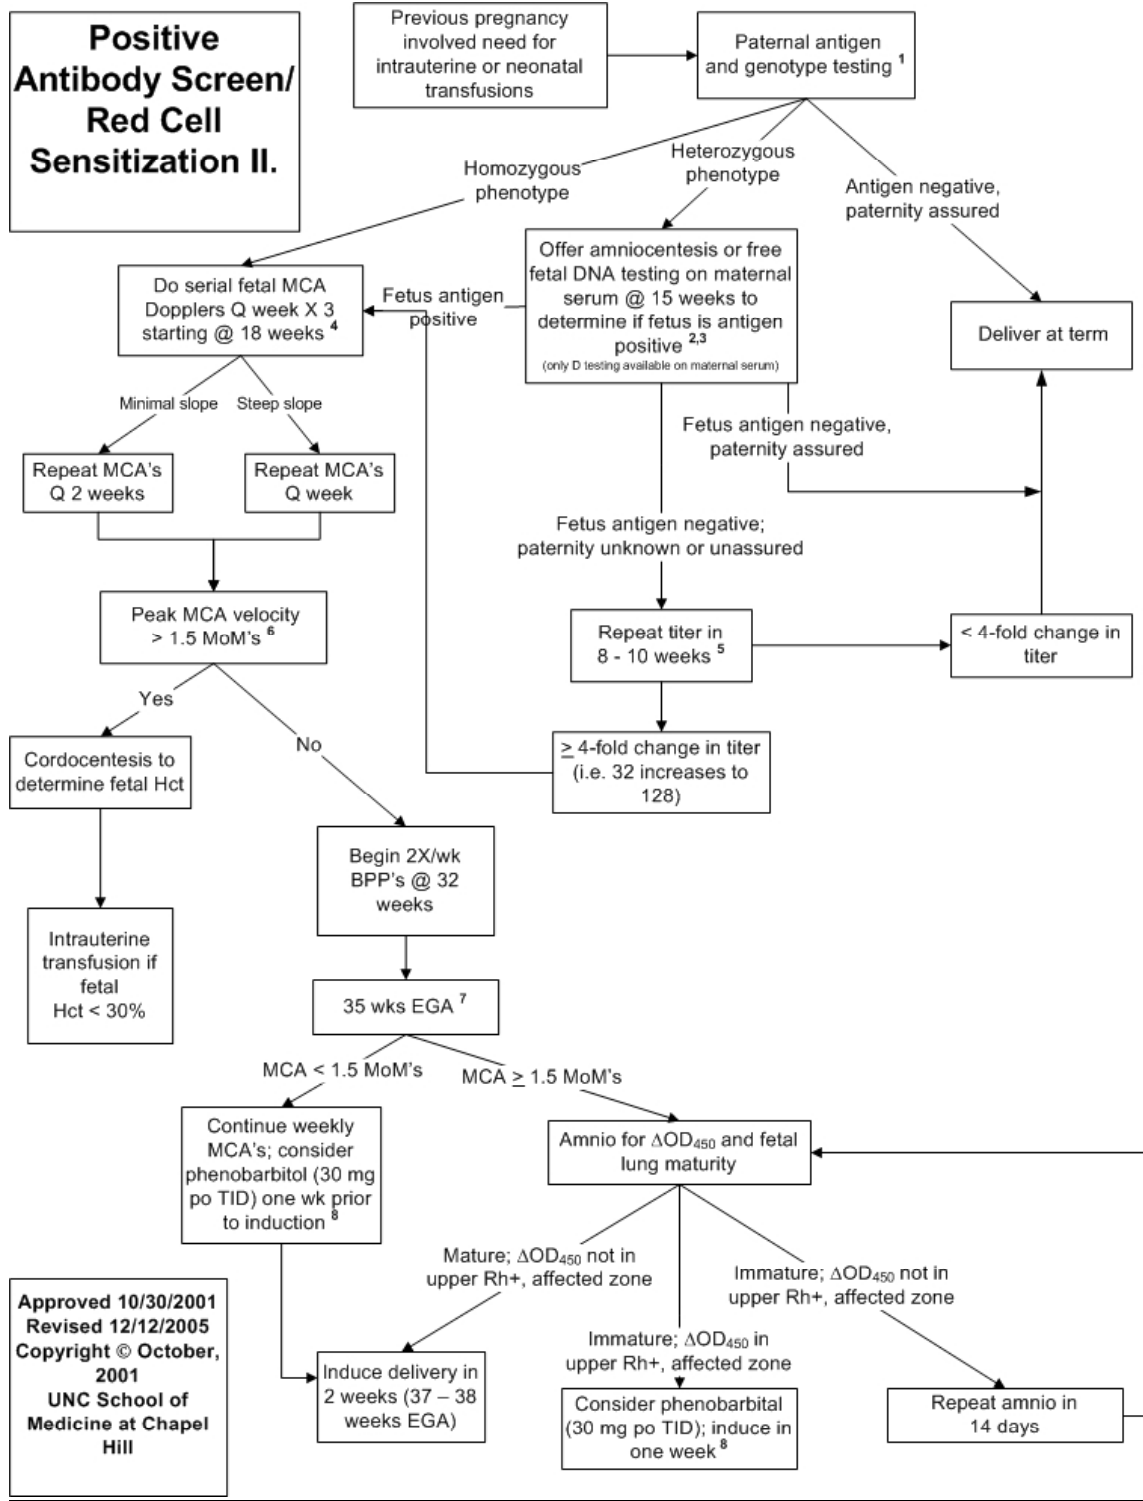 Positive
Antibody Screen/
Red Cell
Sensitization II.
Previous pregnancy
involved need for
intrauterine or neonatal
transfusions
Paternal antigen
and genotype testing 1
Homozygous
phenotype
Heterozygous
phenotype
Antigen negative,
paternity assured
Do serial fetal MCA
Dopplers Q week X 3
starting @ 18 weeks 4
Fetus antigen
positive
Offer amniocentesis or free
fetal DNA testing on maternal
serum @ 15 weeks to
determine if fetus is antigen
positive 2,3
(only D testing available on maternal serum)
Deliver at term
Minimal slope
Steep slope
Repeat MCA's
Q 2 weeks
Repeat MCA's
Q week
Fetus antigen negative,
paternity assured
Fetus antigen negative;
paternity unknown or unassured
Peak MCA velocity
> 1.5 MoM's 6
Repeat titer in
8 - 10 weeks 5
< 4-fold change in
titer
Yes
No
Cordocentesis to
determine fetal Hct
≥ 4-fold change in titer
(i.e. 32 increases to
128)
Begin 2X/wk
BPP's @ 32
weeks
Intrauterine
transfusion if
fetal
Hct < 30%
35 wks EGA 7
MCA < 1.5 MoM's
MCA ≥ 1.5 MoM's
Continue weekly
MCA's; consider
phenobarbitol (30 mg
po TID) one wk prior
to induction 8
Amnio for ΔOD450 and fetal
lung maturity
Mature; ΔOD450 not in
upper Rh+, affected zone
Immature; ΔOD450 in
upper Rh+, affected zone
Immature; ΔOD450 not in
upper Rh+, affected zone
Induce delivery in
2 weeks (37 – 38
weeks EGA)
Consider phenobarbital
(30 mg po TID); induce in
one week 8
Repeat amnio in
14 days
Approved 10/30/2001
Revised 12/12/2005
Copyright © October,
2001
UNC School of
Medicine at Chapel
Hill